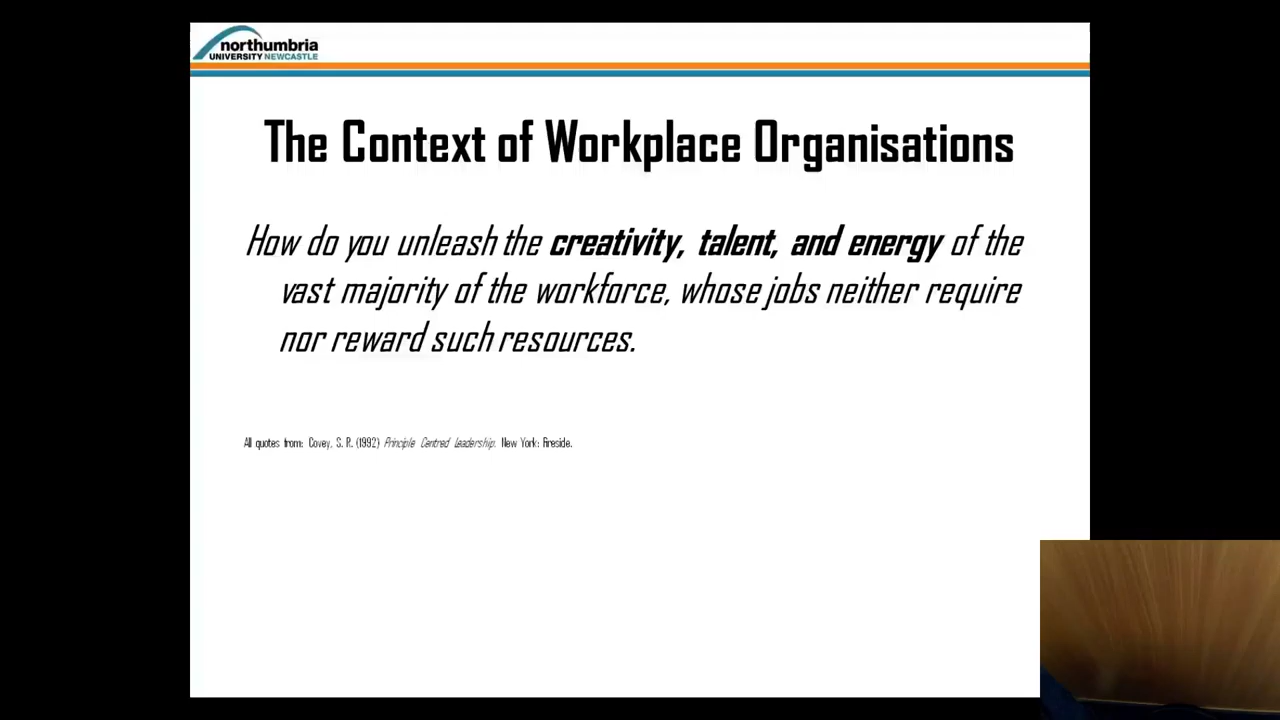 northumbria
UNIVERSITY NEWCASTLE
The Context of Workplace Organisations
How do you unleash the creativity, talent, and energy of the
vast majority of the workforce, whose jobs neither require
nor reward such resources.
All quotes from: Covey, S. R. (1992) Principle Centred Leadership. New York: Fireside.